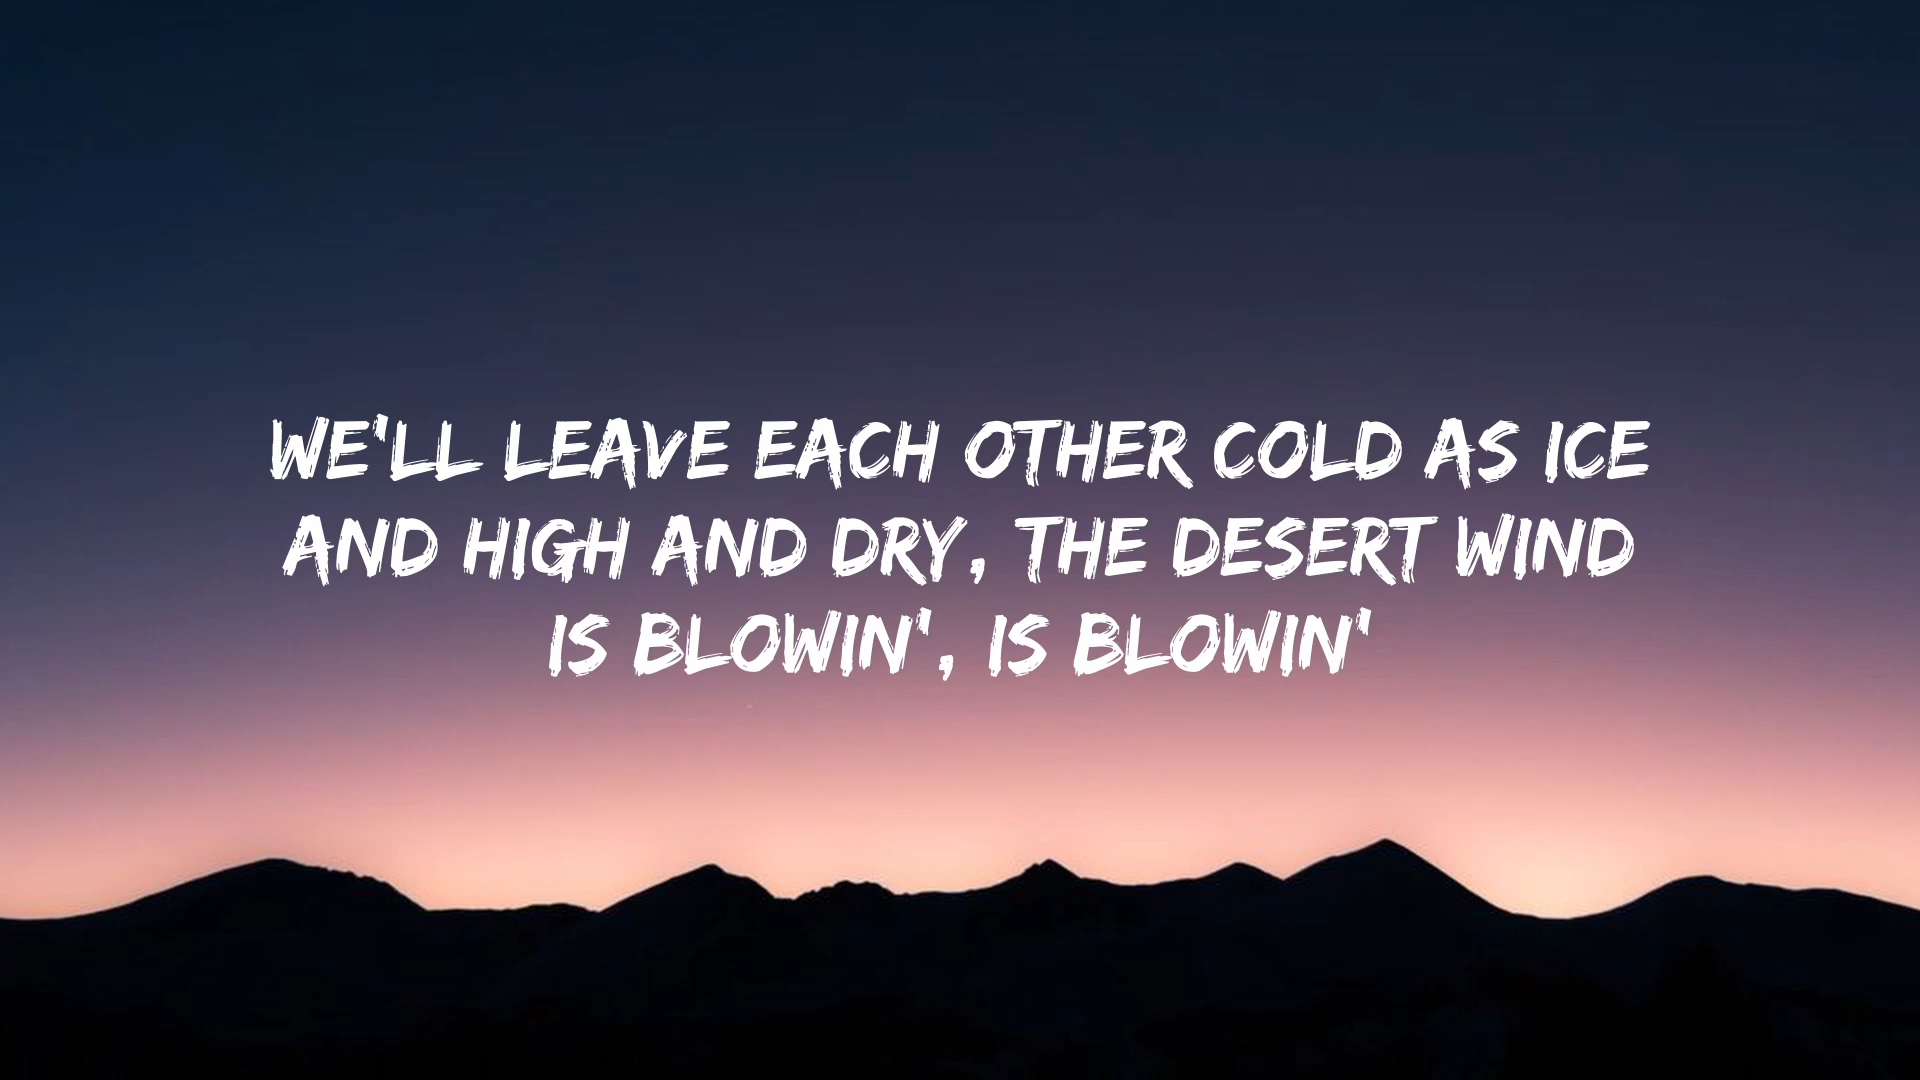 WE'LL LEAVE EACH OTHER COLD AS ICE
AND HIGH AND DRY, THE DESERT WIND
IS BLOWIN', IS BLOWIN'